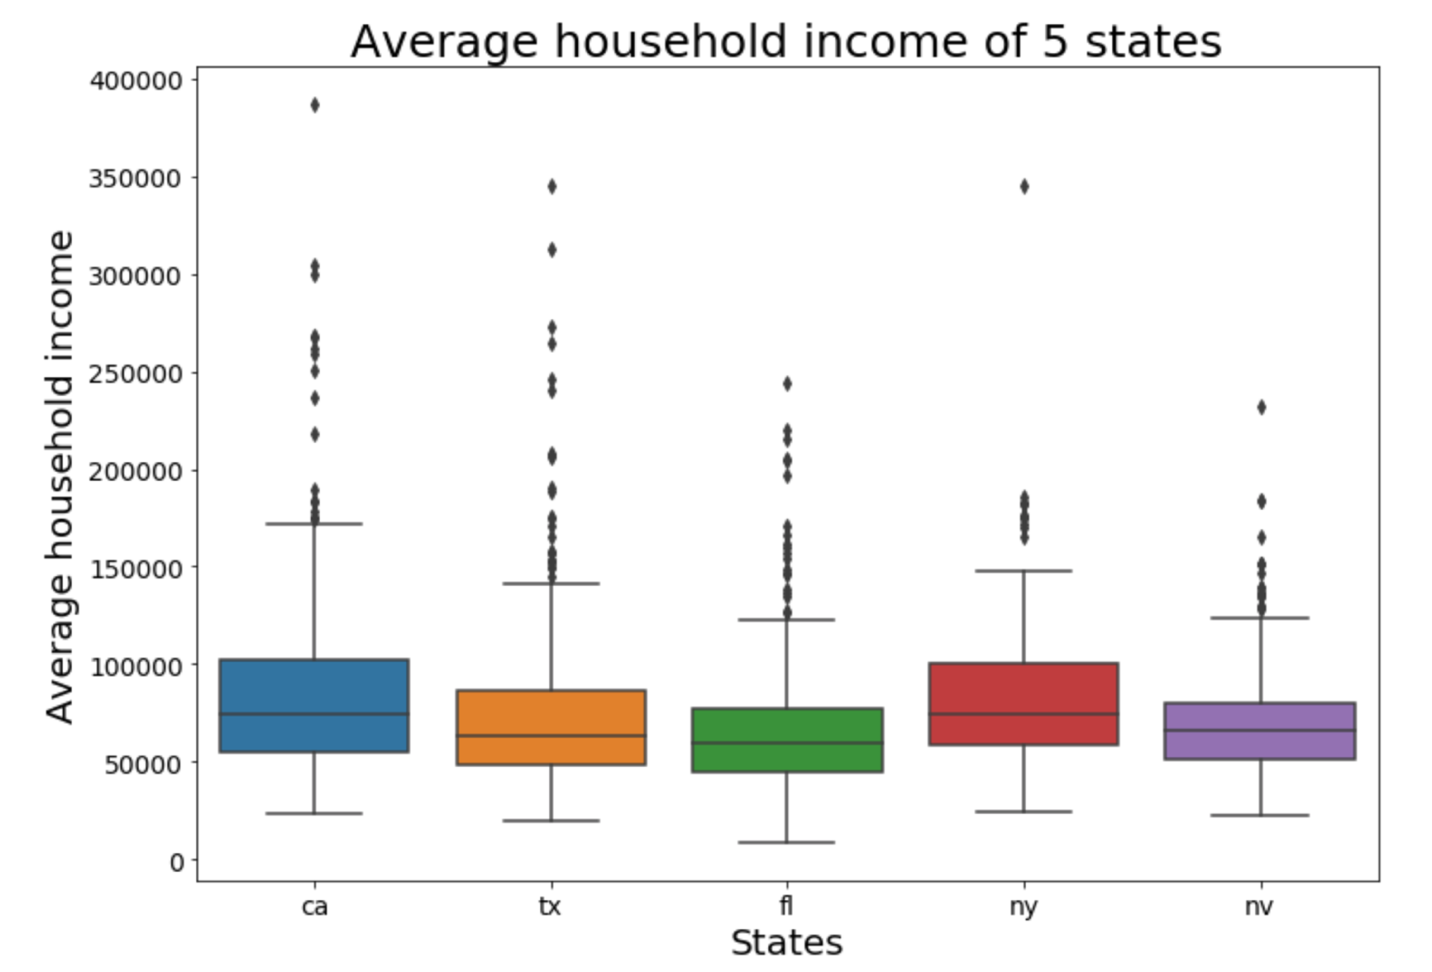 Average household income of 5 states
Average household income
400000
350000
300000
250000
200000
150000
100000
50000
0
ca tx fl ny nv
States